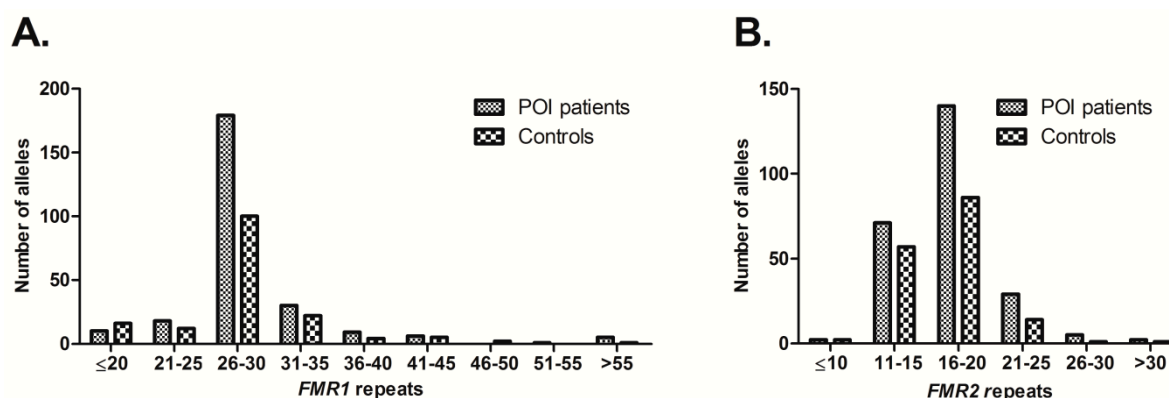 A.
Number of alleles
200
150
100
50
0
POI patients
Controls
≤20 21-25 26-30 31-35 36-40 41-45 46-50 51-55 >55
FMR1 repeats
B.
Number of alleles
150
100
50
0
POI patients
Controls
≤10 11-15 16-20 21-25 26-30 >30
FMR2 repeats